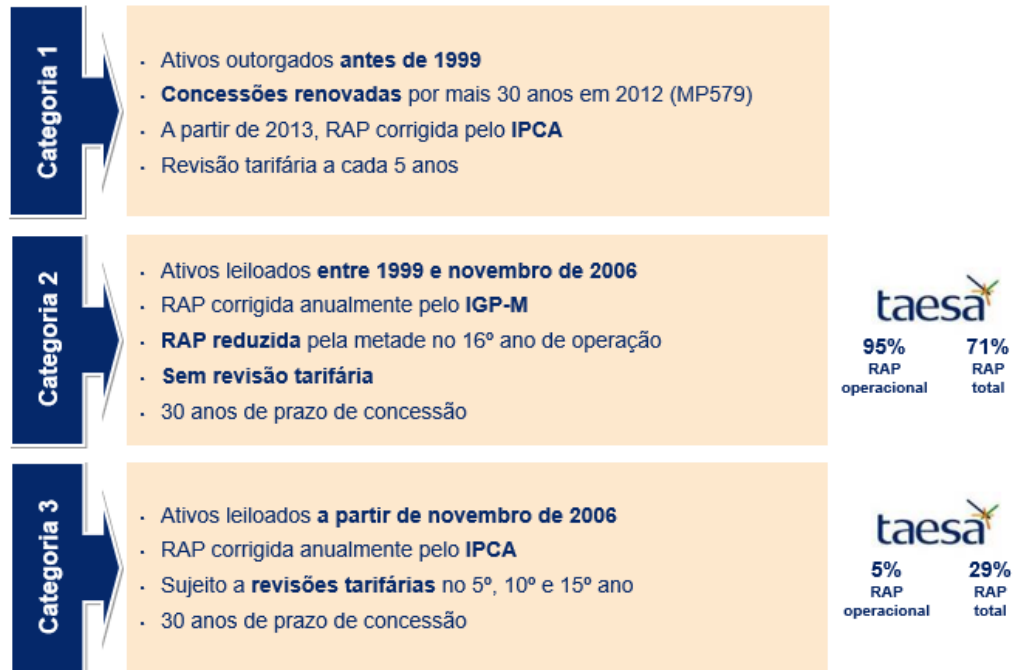 Categoria 1
· Ativos outorgados antes de 1999
· Concessões renovadas por mais 30 anos em 2012 (MP579)
· A partir de 2013, RAP corrigida pelo IPCA
· Revisão tarifária a cada 5 anos
Categoria 2
· Ativos leiloados entre 1999 e novembro de 2006
· RAP corrigida anualmente pelo IGP-M
· RAP reduzida pela metade no 16º ano de operação
· Sem revisão tarifária
· 30 anos de prazo de concessão
taesa
95% 71%
RAP RAP
operacional total
Categoria 3
· Ativos leiloados a partir de novembro de 2006
· RAP corrigida anualmente pelo IPCA
· Sujeito a revisões tarifárias no 5º, 10º e 15º ano
· 30 anos de prazo de concessão
taesa
5% 29%
RAP RAP
operacional total